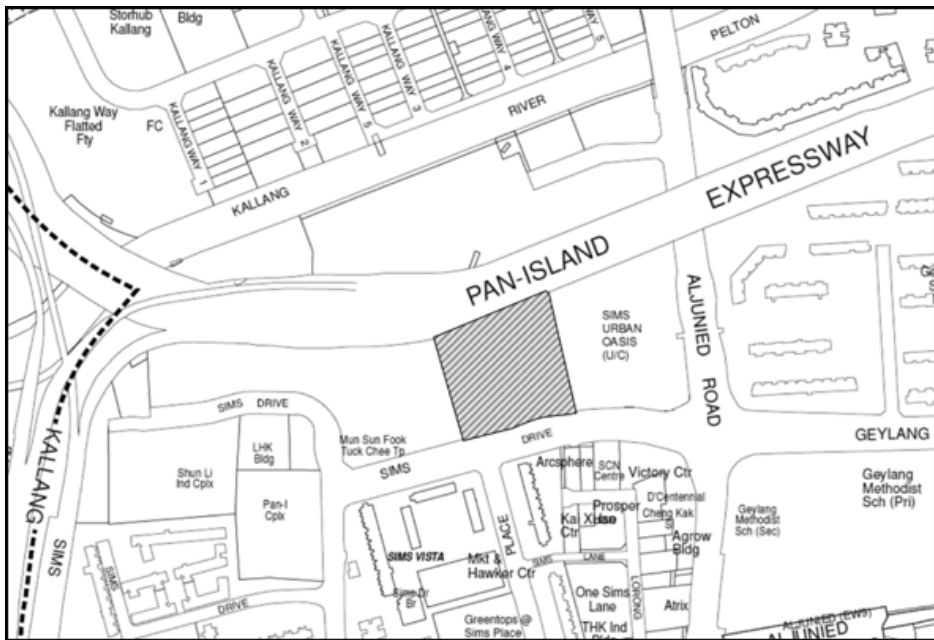 Storhub
Kallang
Bldg
Kallang Way
Flatted
Fty
FC
KALLANG WAY 1
KALLANG WAY 2
KALLANG WAY 5
KALLANG WAY 3
4
5
PELTON
RIVER
KALLANG
EXPRESSWAY
PAN-ISLAND
SIMS
URBAN
OASIS
(U/C)
ALJUNIED
ROAD
SIMS DRIVE
Mun Sun Fook
Tuck Chee Tp
SIMS
DRIVE
GEYLANG
KALLANG
SIMS
Shun Li
Ind Cplx
LHK
Bldg
Pan-I
Cplx
Arcsphere
SCN
Centre
Victory Ctr
D'Centennial
Cheng Kak
Prosper
Hse
Kai Xuan
Ctr
Agrow
Bldg
Geylang
Methodist
Sch (Sec)
Geylang
Methodist
Sch (Pri)
SIMS VISTA
PLACE
Mkt &
Hawker Ctr
SIMS
LANE
LORONG
SIMS
DRIVE
Greentops @
Sims Place
One Sims
Lane
THK Ind
Atrix
ALJUNIED (EW9)
ALJUNIED